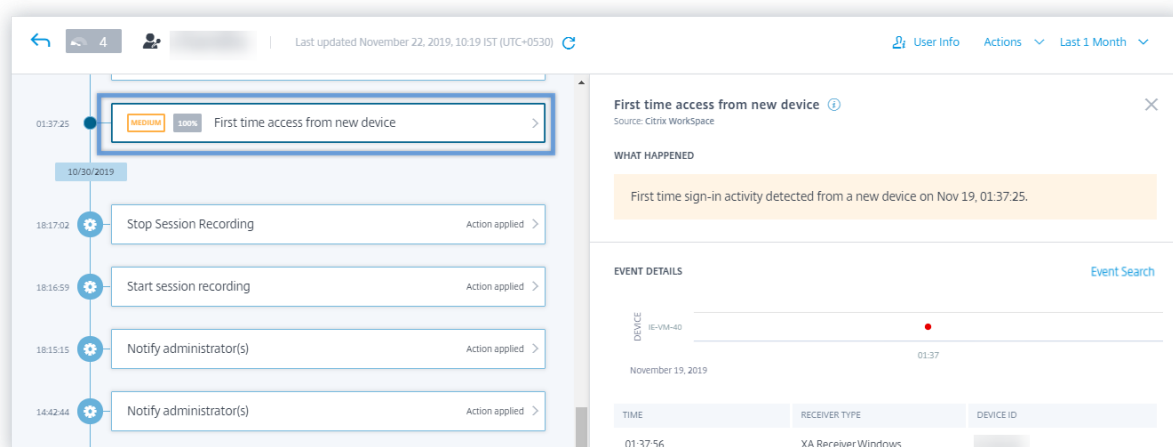 4
Last updated November 22, 2019, 10:19 IST (UTC+0530)
User Info
Actions
Last 1 Month
01:37:25
MEDIUM 100% First time access from new device
10/30/2019
18:17:02 Stop Session Recording Action applied
18:16:59 Start session recording Action applied
18:15:15 Notify administrator(s) Action applied
14:42:44 Notify administrator(s) Action applied
First time access from new device
Source: Citrix WorkSpace
WHAT HAPPENED
First time sign-in activity detected from a new device on Nov 19, 01:37:25.
EVENT DETAILS Event Search
DEVICE
IE-VM-40
01:37
November 19, 2019
TIME RECEIVER TYPE DEVICE ID
01:37:56 XA Receiver Windows